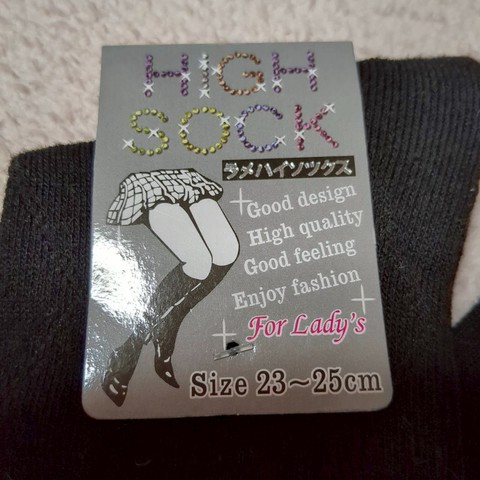 HIGH
SOCK
ラメハイソックス
Good design
High quality
Good feeling
Enjoy fashion
For Lady's
Size 23～25cm